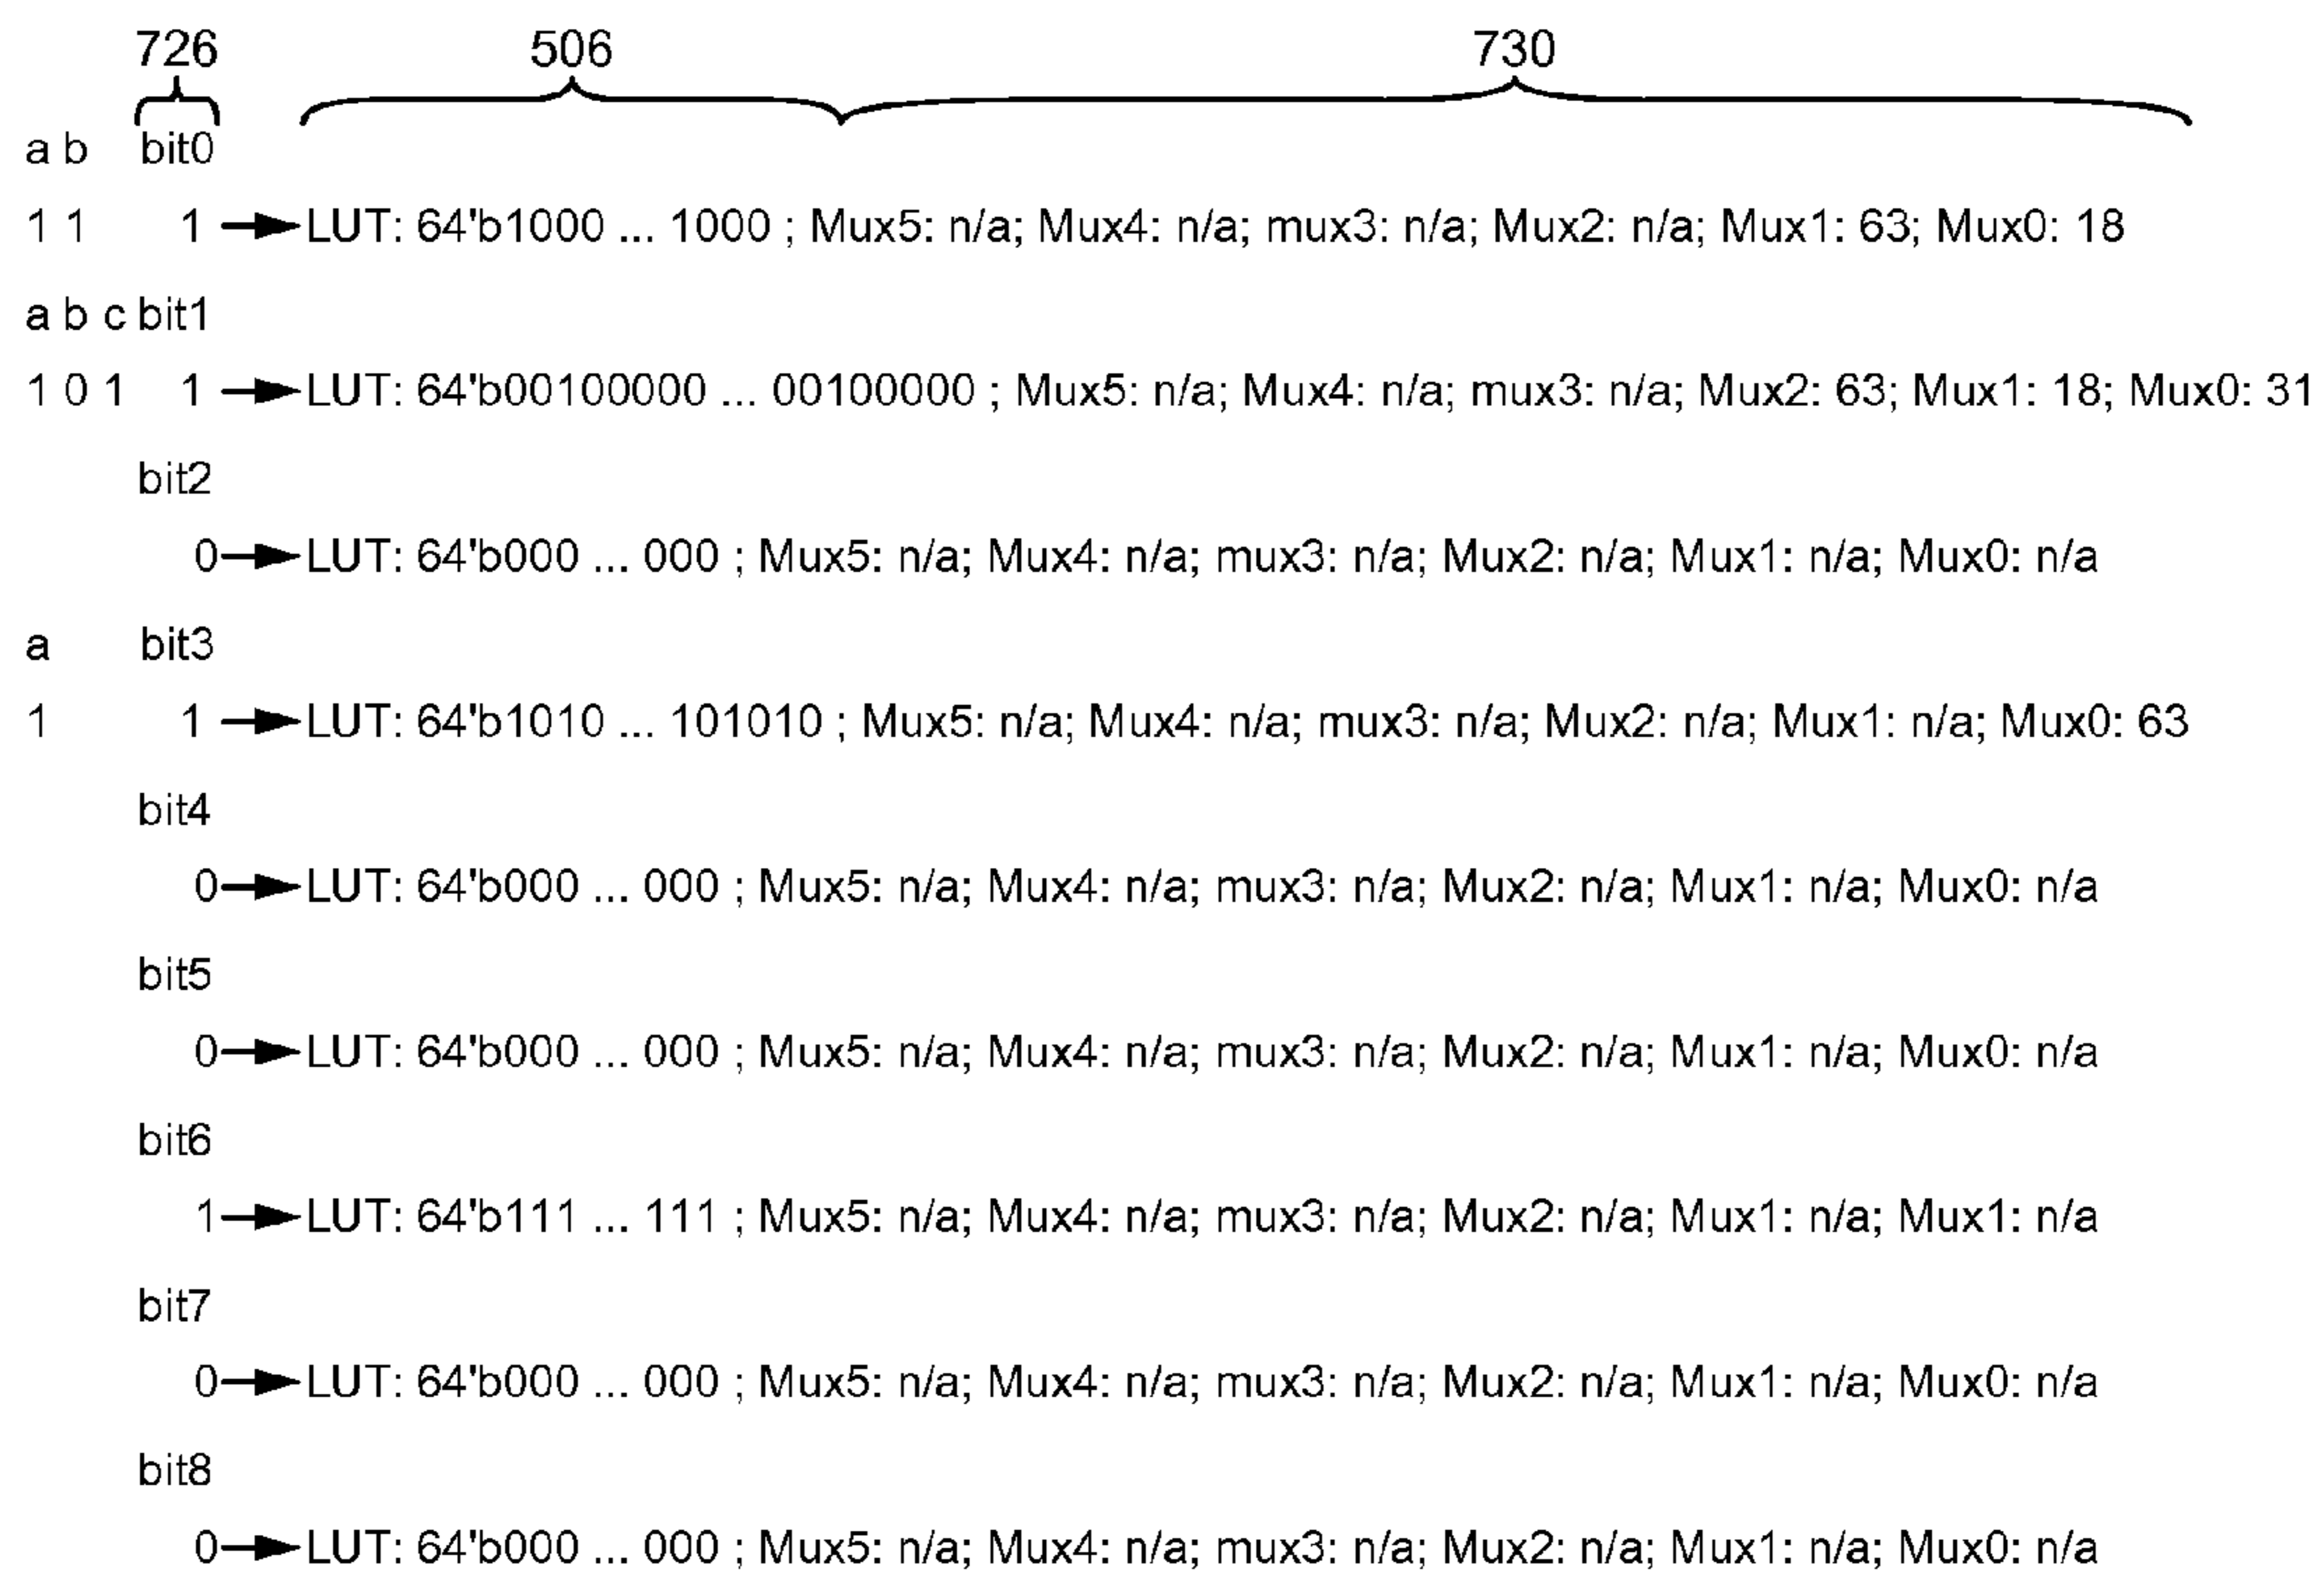 726 506 730
a b bit0
1 1 1 LUT: 64'b1000 ... 1000 ; Mux5: n/a; Mux4: n/a; mux3: n/a; Mux2: n/a; Mux1: 63; Mux0: 18
a b c bit1
1 0 1 1 LUT: 64'b00100000 ... 00100000 ; Mux5: n/a; Mux4: n/a; mux3: n/a; Mux2: 63; Mux1: 18; Mux0: 31
bit2
0 LUT: 64'b000 ... 000 ; Mux5: n/a; Mux4: n/a; mux3: n/a; Mux2: n/a; Mux1: n/a; Mux0: n/a
a bit3
1 1 LUT: 64'b1010 ... 101010 ; Mux5: n/a; Mux4: n/a; mux3: n/a; Mux2: n/a; Mux1: n/a; Mux0: 63
bit4
0 LUT: 64'b000 ... 000 ; Mux5: n/a; Mux4: n/a; mux3: n/a; Mux2: n/a; Mux1: n/a; Mux0: n/a
bit5
0 LUT: 64'b000 ... 000 ; Mux5: n/a; Mux4: n/a; mux3: n/a; Mux2: n/a; Mux1: n/a; Mux0: n/a
bit6
1 LUT: 64'b111 ... 111 ; Mux5: n/a; Mux4: n/a; mux3: n/a; Mux2: n/a; Mux1: n/a; Mux1: n/a
bit7
0 LUT: 64'b000 ... 000 ; Mux5: n/a; Mux4: n/a; mux3: n/a; Mux2: n/a; Mux1: n/a; Mux0: n/a
bit8
0 LUT: 64'b000 ... 000 ; Mux5: n/a; Mux4: n/a; mux3: n/a; Mux2: n/a; Mux1: n/a; Mux0: n/a